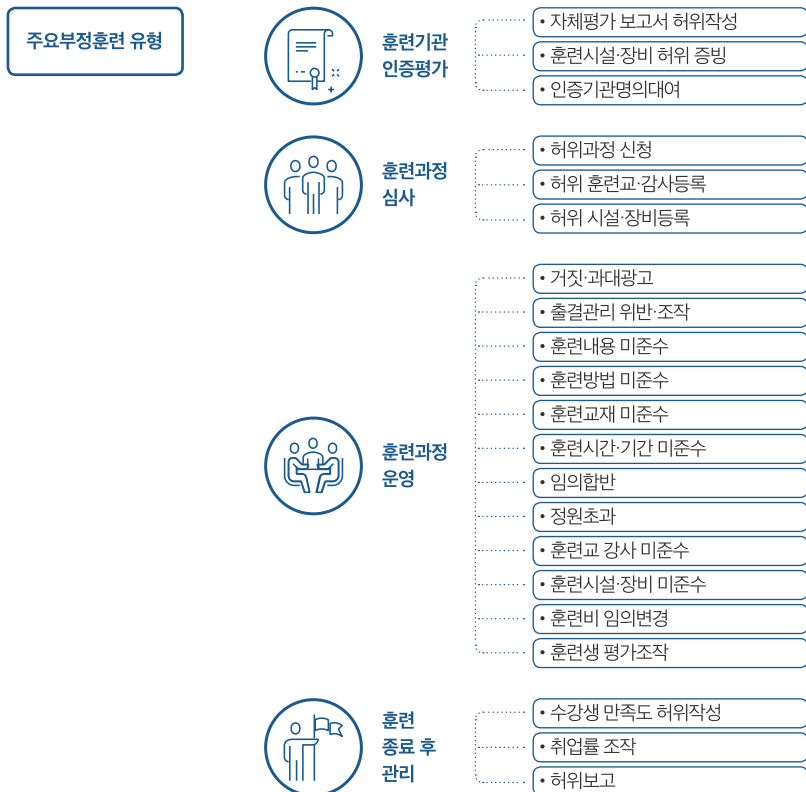 주요부정훈련 유형
훈련기관
인증평가
• 자체평가 보고서 허위작성
• 훈련시설·장비 허위 증빙
• 인증기관명의대여
훈련과정
심사
• 허위과정 신청
• 허위 훈련교·감사등록
• 허위 시설·장비등록
훈련과정
운영
• 거짓·과대광고
• 출결관리 위반·조작
• 훈련내용 미준수
• 훈련방법 미준수
• 훈련교재 미준수
• 훈련시간·기간 미준수
• 임의합반
• 정원초과
• 훈련교 강사 미준수
• 훈련시설·장비 미준수
• 훈련비 임의변경
• 훈련생 평가조작
훈련
종료 후
관리
• 수강생 만족도 허위작성
• 취업률 조작
• 허위보고